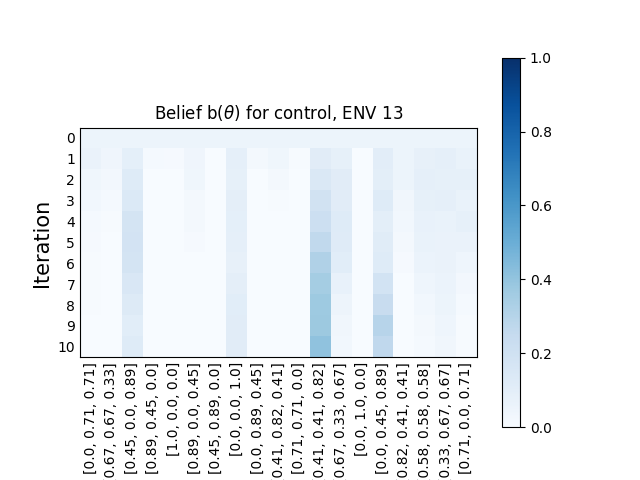 Belief b(θ) for control, ENV 13
Iteration
0
1
2
3
4
5
6
7
8
9
10
[0.0, 0.71, 0.71]
0.67, 0.67, 0.33]
[0.45, 0.0, 0.89]
[0.89, 0.45, 0.0]
[1.0, 0.0, 0.0]
[0.89, 0.0, 0.45]
[0.45, 0.89, 0.0]
[0.0, 0.0, 1.0]
[0.0, 0.89, 0.45]
0.41, 0.82, 0.41]
[0.71, 0.71, 0.0]
0.41, 0.41, 0.82]
0.67, 0.33, 0.67]
[0.0, 1.0, 0.0]
[0.0, 0.45, 0.89]
0.82, 0.41, 0.41]
0.58, 0.58, 0.58]
0.33, 0.67, 0.67]
[0.71, 0.0, 0.71]
1.0
0.8
0.6
0.4
0.2
0.0